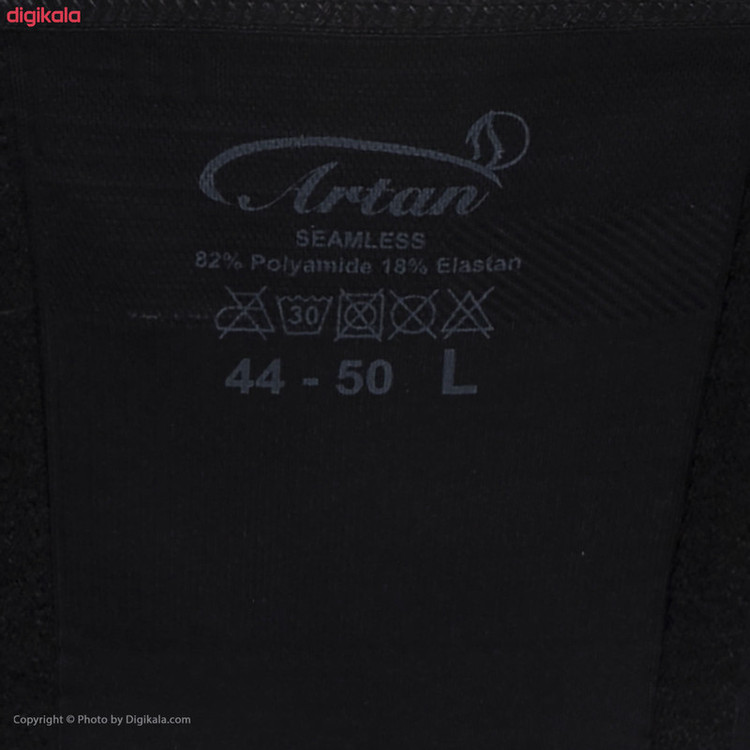 digikala
Artan
SEAMLESS
82% Polyamide 18% Elastan
30
44 - 50 L
Copyright © Photo by Digikala.com